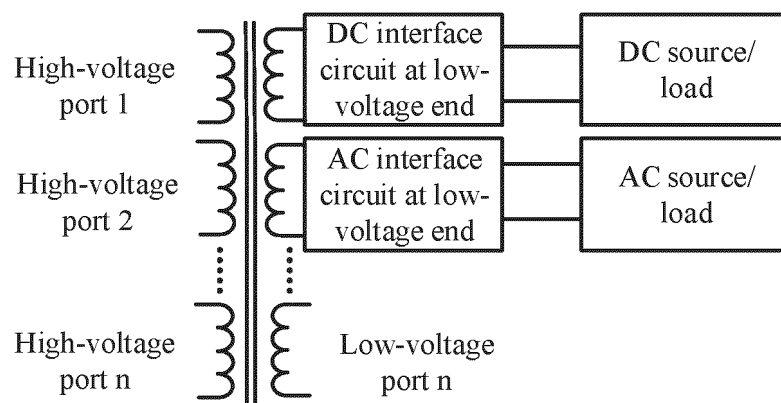 High-voltage
port 1
DC interface
circuit at low-
voltage end
DC source/
load
High-voltage
port 2
AC interface
circuit at low-
voltage end
AC source/
load
High-voltage
port n
Low-voltage
port n